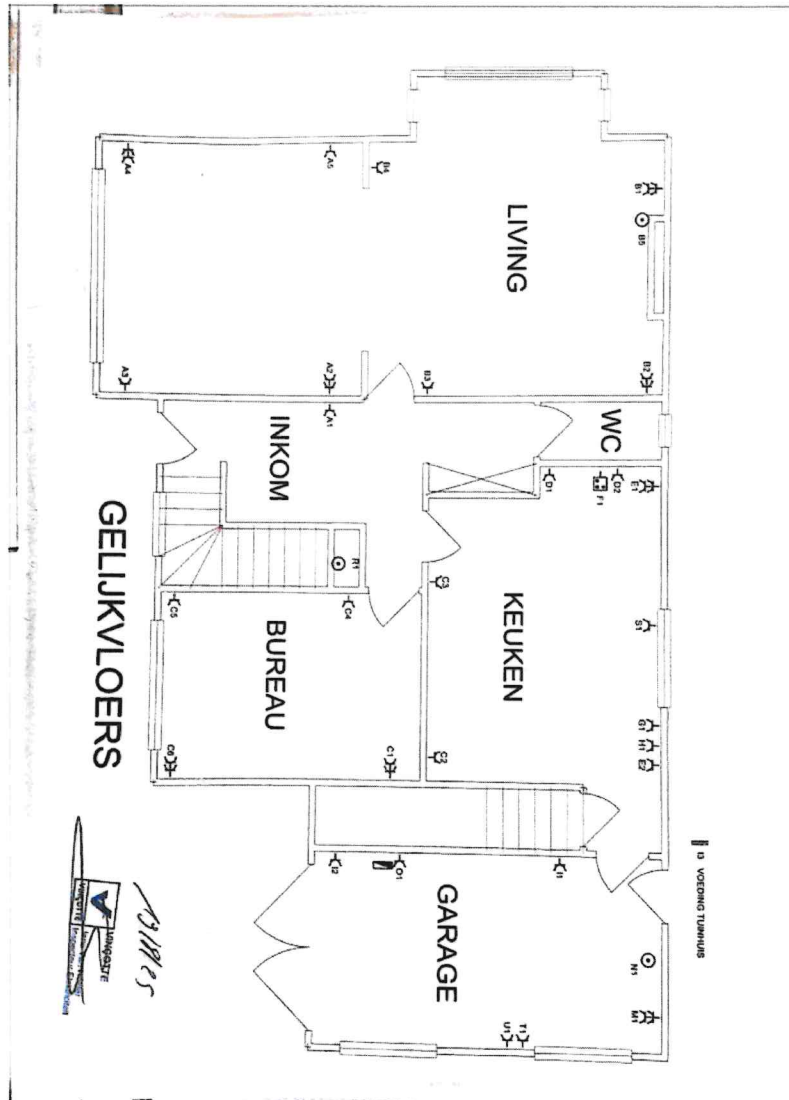 I3 VOEDING TUINHUIS
B1
B5
B2
E1
D2
F1
D1
S1
G1
H1
E2
N1
M1
B4
LIVING
B3
WC
KEUKEN
C3
C2
I1
T1
U1
A4
A5
A3
A2
A1
INKOM
R1
C4
C5
BUREAU
C1
C6
GARAGE
O1
I2
GELIJKVLOERS
VINÇOTTE
VINÇOTTE